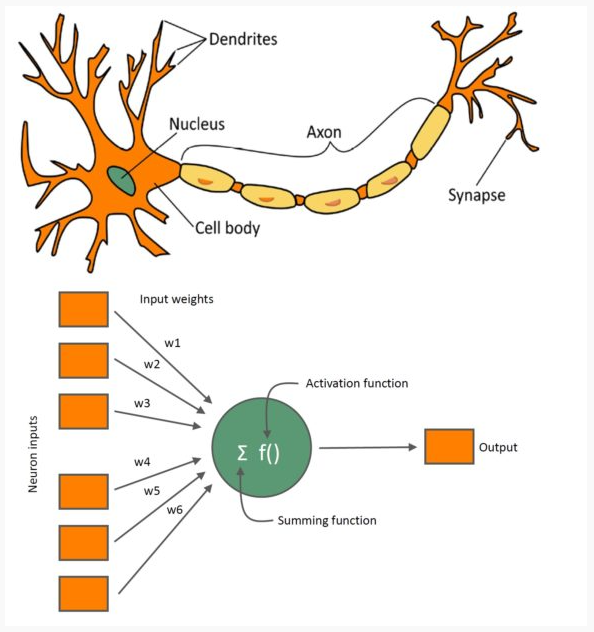 Dendrites
Nucleus
Axon
Synapse
Cell body
Input weights
w1
w2
w3
Activation function
Neuron inputs
Σ f()
Output
w4
w5
w6
Summing function